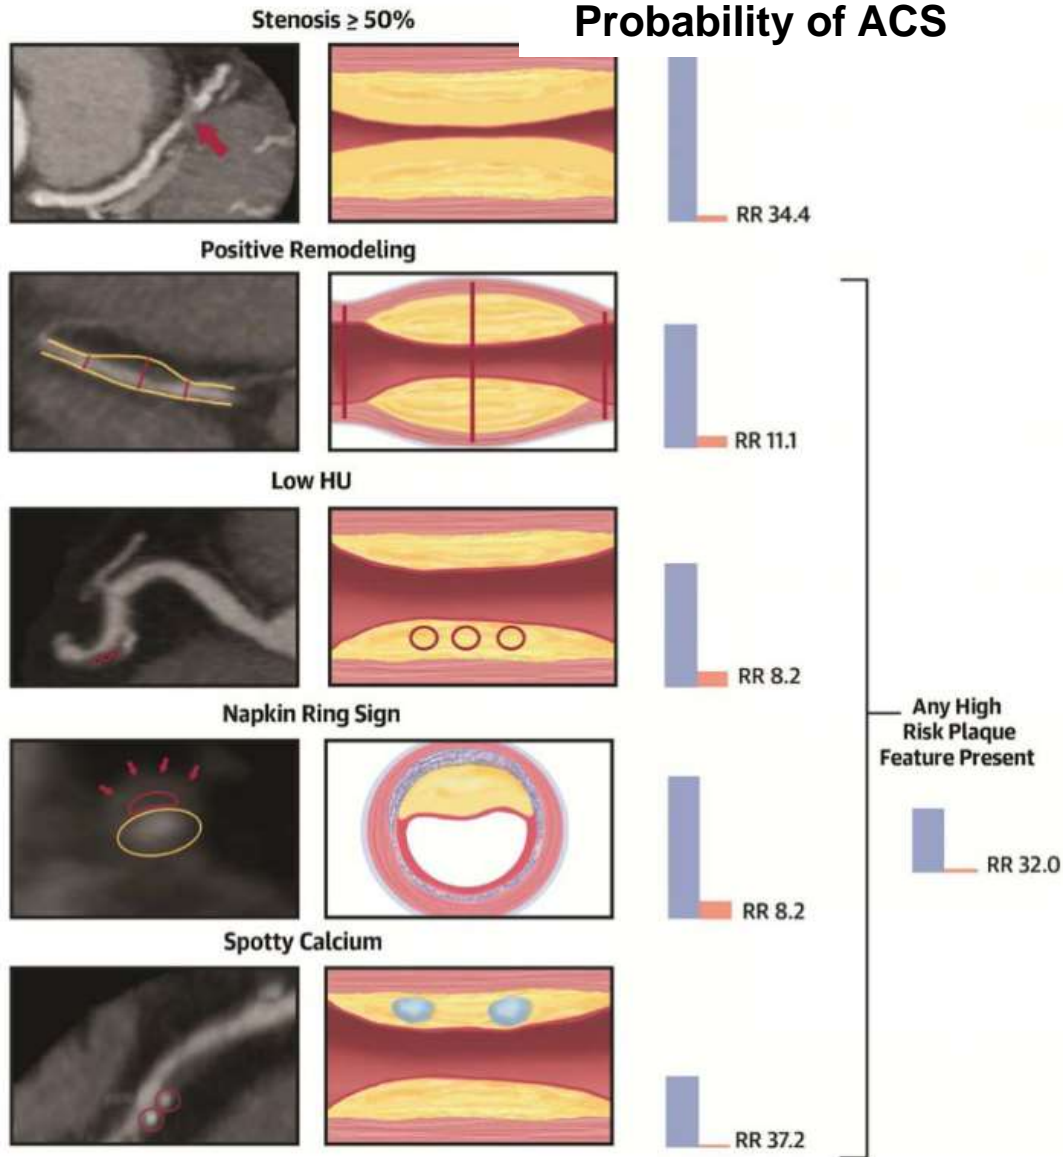 Stenosis ≥ 50%
Probability of ACS
RR 34.4
Positive Remodeling
RR 11.1
Low HU
RR 8.2
Napkin Ring Sign
RR 8.2
Any High
Risk Plaque
Feature Present
RR 32.0
Spotty Calcium
RR 37.2